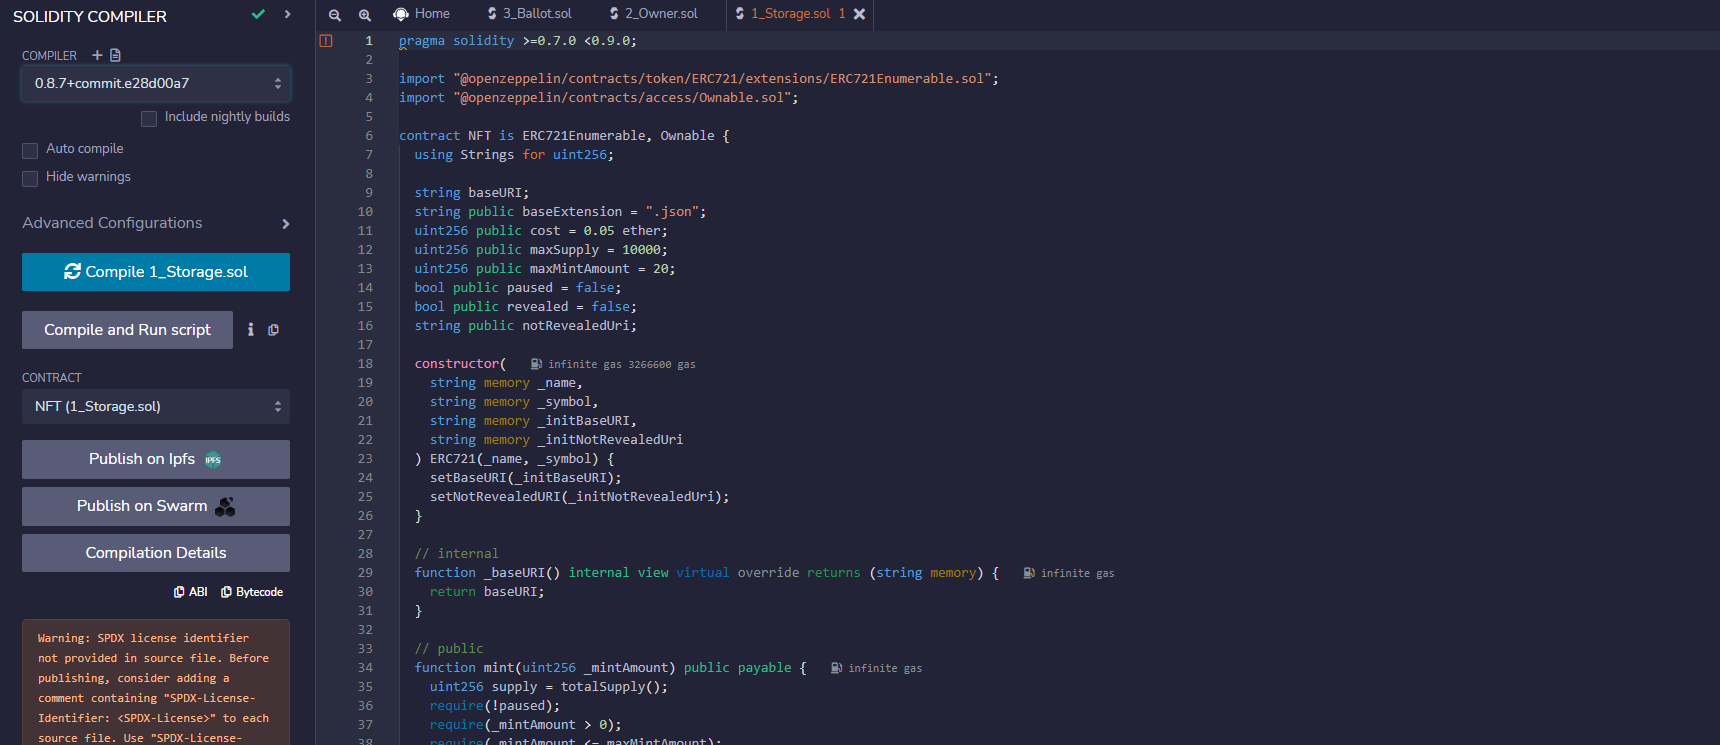 SOLIDITY COMPILER
COMPILER
0.8.7+commit.e28d00a7
Include nightly builds
Auto compile
Hide warnings
Advanced Configurations
Compile 1_Storage.sol
Compile and Run script
CONTRACT
NFT (1_Storage.sol)
Publish on Ipfs IPFS
Publish on Swarm
Compilation Details
ABI Bytecode
Warning: SPDX license identifier
not provided in source file. Before
publishing, consider adding a
comment containing "SPDX-License-
Identifier: <SPDX-License>" to each
source file. Use "SPDX-License-
Home 3_Ballot.sol 2_Owner.sol 1_Storage.sol 1
1 pragma solidity >=0.7.0 <0.9.0;
2
3 import "@openzeppelin/contracts/token/ERC721/extensions/ERC721Enumerable.sol";
4 import "@openzeppelin/contracts/access/Ownable.sol";
5
6 contract NFT is ERC721Enumerable, Ownable {
7 using Strings for uint256;
8
9 string baseURI;
10 string public baseExtension = ".json";
11 uint256 public cost = 0.05 ether;
12 uint256 public maxSupply = 10000;
13 uint256 public maxMintAmount = 20;
14 bool public paused = false;
15 bool public revealed = false;
16 string public notRevealedUri;
17
18 constructor( infinite gas 3266600 gas
19 string memory _name,
20 string memory _symbol,
21 string memory _initBaseURI,
22 string memory _initNotRevealedUri
23 ) ERC721(_name, _symbol) {
24 setBaseURI(_initBaseURI);
25 setNotRevealedURI(_initNotRevealedUri);
26 }
27
28 // internal
29 function _baseURI() internal view virtual override returns (string memory) { infinite gas
30 return baseURI;
31 }
32
33 // public
34 function mint(uint256 _mintAmount) public payable { infinite gas
35 uint256 supply = totalSupply();
36 require(!paused);
37 require(_mintAmount > 0);
38 require(_mintAmount <= maxMintAmount);